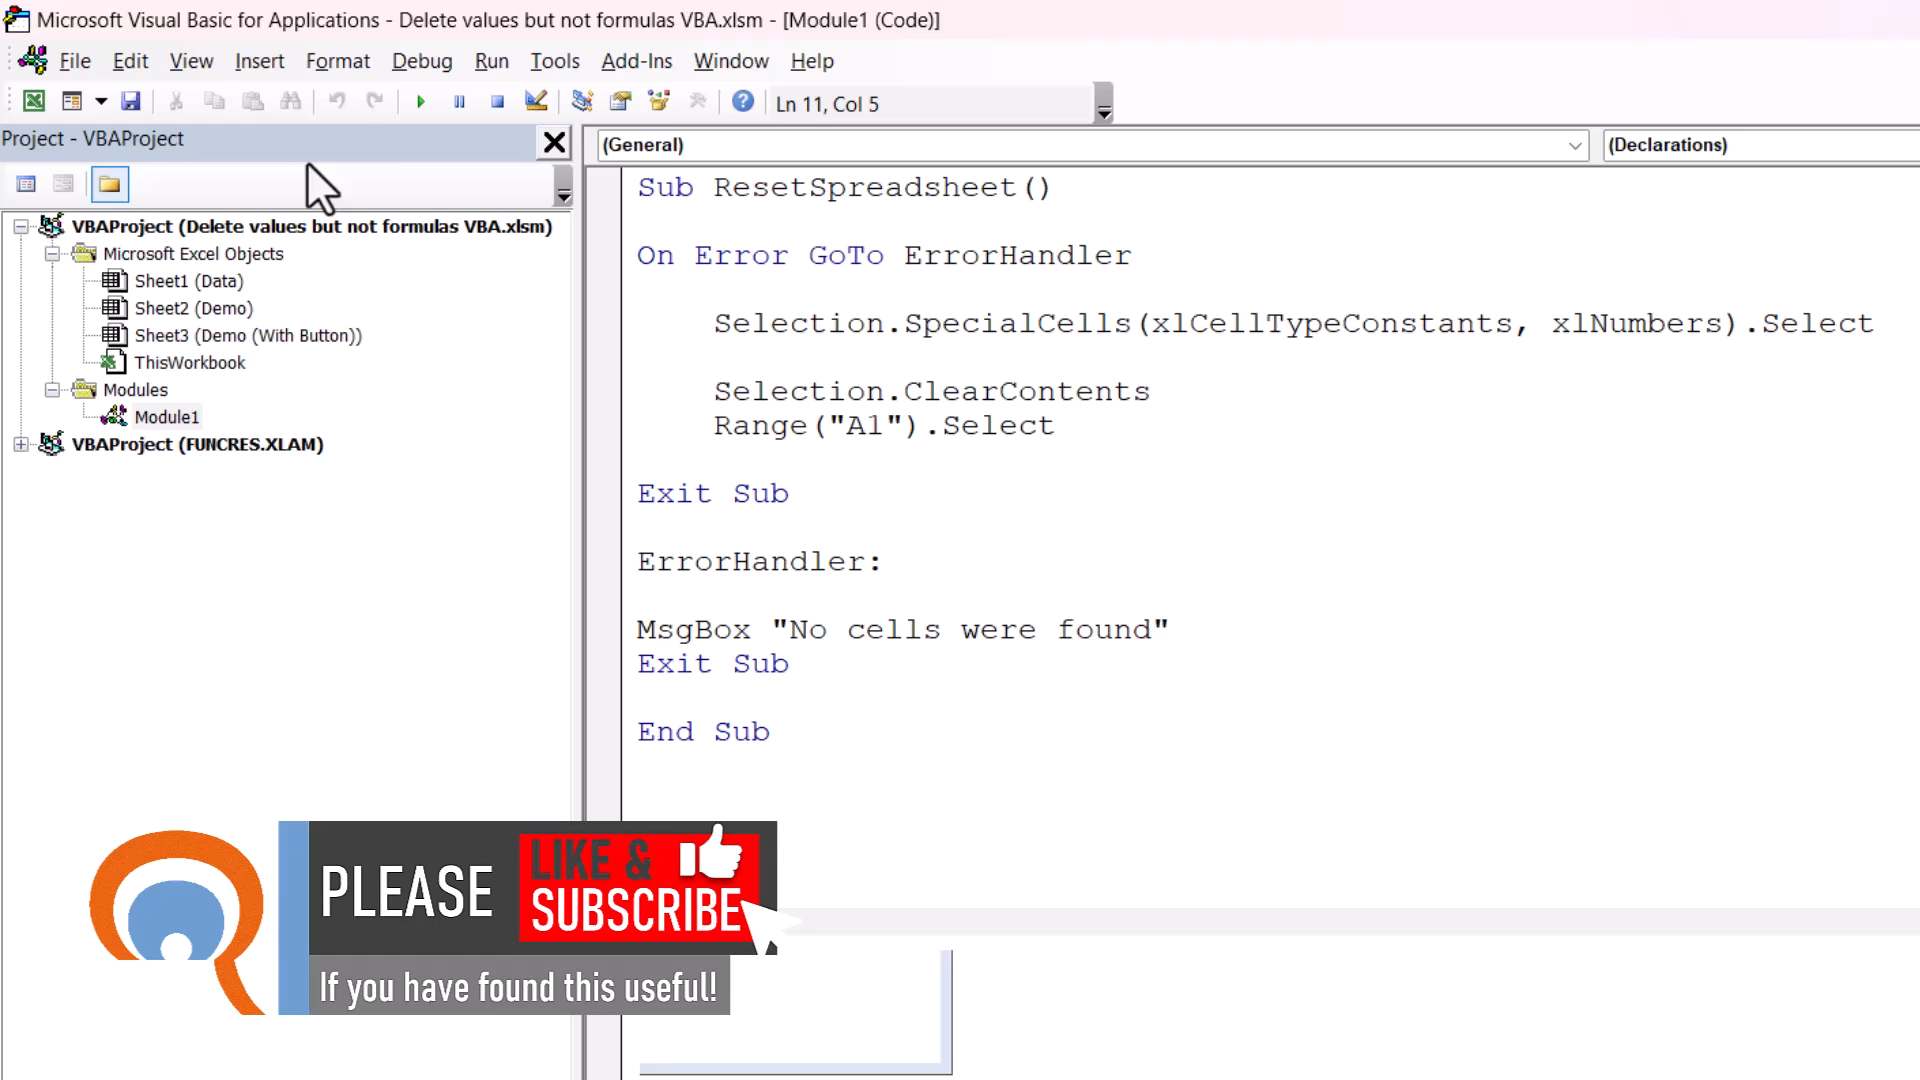 Microsoft Visual Basic for Applications - Delete values but not formulas VBA.xlsm - [Module1 (Code)]
File Edit View Insert Format Debug Run Tools Add-Ins Window Help
Ln 11, Col 5
Project - VBAProject
(General)
(Declarations)
VBAProject (Delete values but not formulas VBA.xlsm)
Microsoft Excel Objects
Sheet1 (Data)
Sheet2 (Demo)
Sheet3 (Demo (With Button))
ThisWorkbook
Modules
Module1
VBAProject (FUNCRES.XLAM)
Sub ResetSpreadsheet()
On Error GoTo ErrorHandler
Selection.SpecialCells(xlCellTypeConstants, xlNumbers).Select
Selection.ClearContents
Range("A1").Select
Exit Sub
ErrorHandler:
MsgBox "No cells were found"
Exit Sub
End Sub
PLEASE
LIKE &
SUBSCRIBE
If you have found this useful!